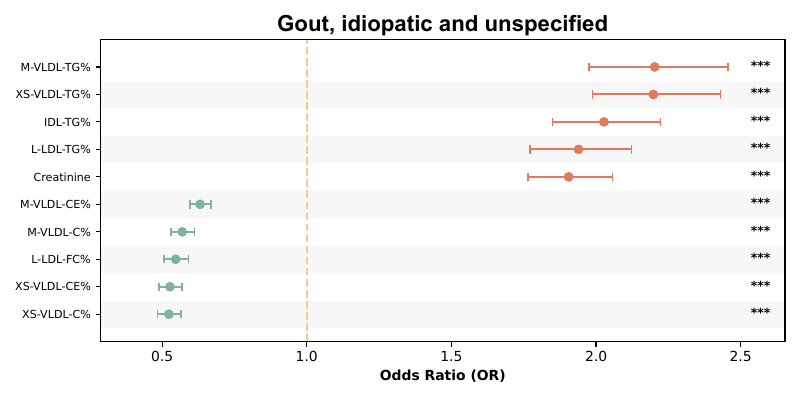 Gout, idiopatic and unspecified
M-VLDL-TG% ***
XS-VLDL-TG% ***
IDL-TG% ***
L-LDL-TG% ***
Creatinine ***
M-VLDL-CE% ***
M-VLDL-C% ***
L-LDL-FC% ***
XS-VLDL-CE% ***
XS-VLDL-C% ***
0.5 1.0 1.5 2.0 2.5
Odds Ratio (OR)